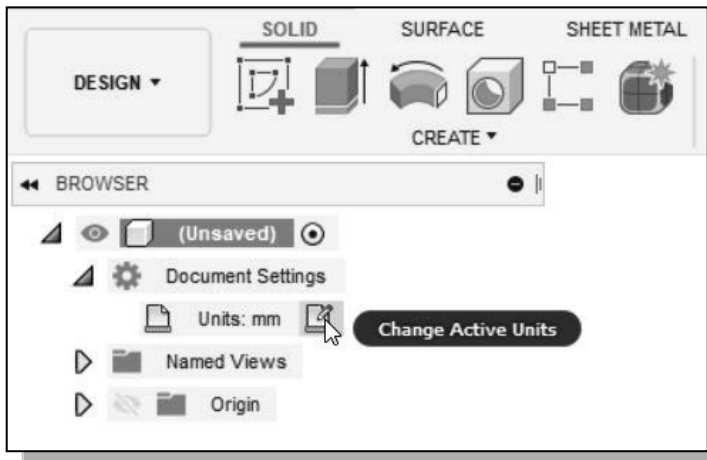 SOLID SURFACE SHEET METAL
DESIGN
CREATE
BROWSER
(Unsaved)
Document Settings
Units: mm
Change Active Units
Named Views
Origin